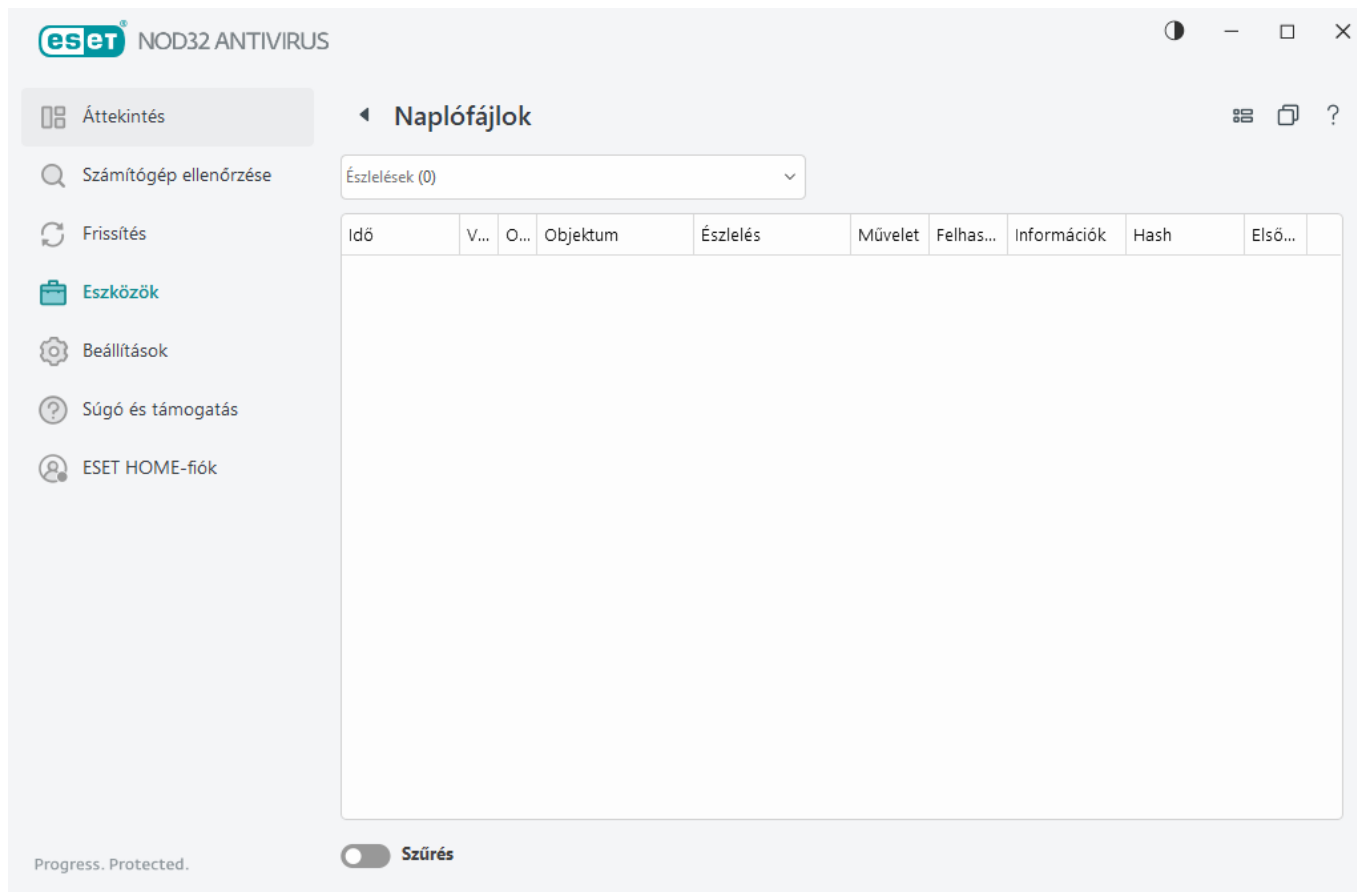 eset® NOD32 ANTIVIRUS
Áttekintés
Számítógép ellenőrzése
Frissítés
Eszközök
Beállítások
Súgó és támogatás
ESET HOME-fiók
Progress. Protected.
Naplófájlok
?
Észlelések (0)
Idő V... O... Objektum Észlelés Művelet Felhas... Információk Hash Első...
Szűrés